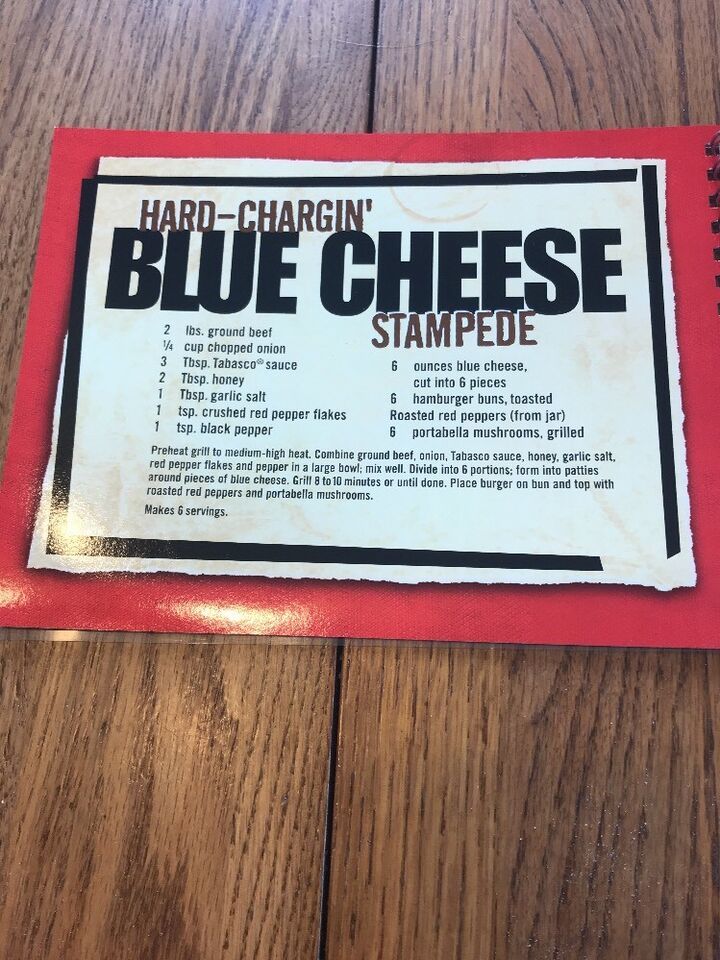 HARD-CHARGIN'
BLUE CHEESE
STAMPEDE
2 lbs. ground beef
¼ cup chopped onion
3 Tbsp. Tabasco® sauce
2 Tbsp. honey
1 Tbsp. garlic salt
1 tsp. crushed red pepper flakes
1 tsp. black pepper
6 ounces blue cheese,
cut into 6 pieces
6 hamburger buns, toasted
Roasted red peppers (from jar)
6 portabella mushrooms, grilled
Preheat grill to medium-high heat. Combine ground beef, onion, Tabasco sauce, honey, garlic salt,
red pepper flakes and pepper in a large bowl; mix well. Divide into 6 portions; form into patties
around pieces of blue cheese. Grill 8 to 10 minutes or until done. Place burger on bun and top with
roasted red peppers and portabella mushrooms.
Makes 6 servings.